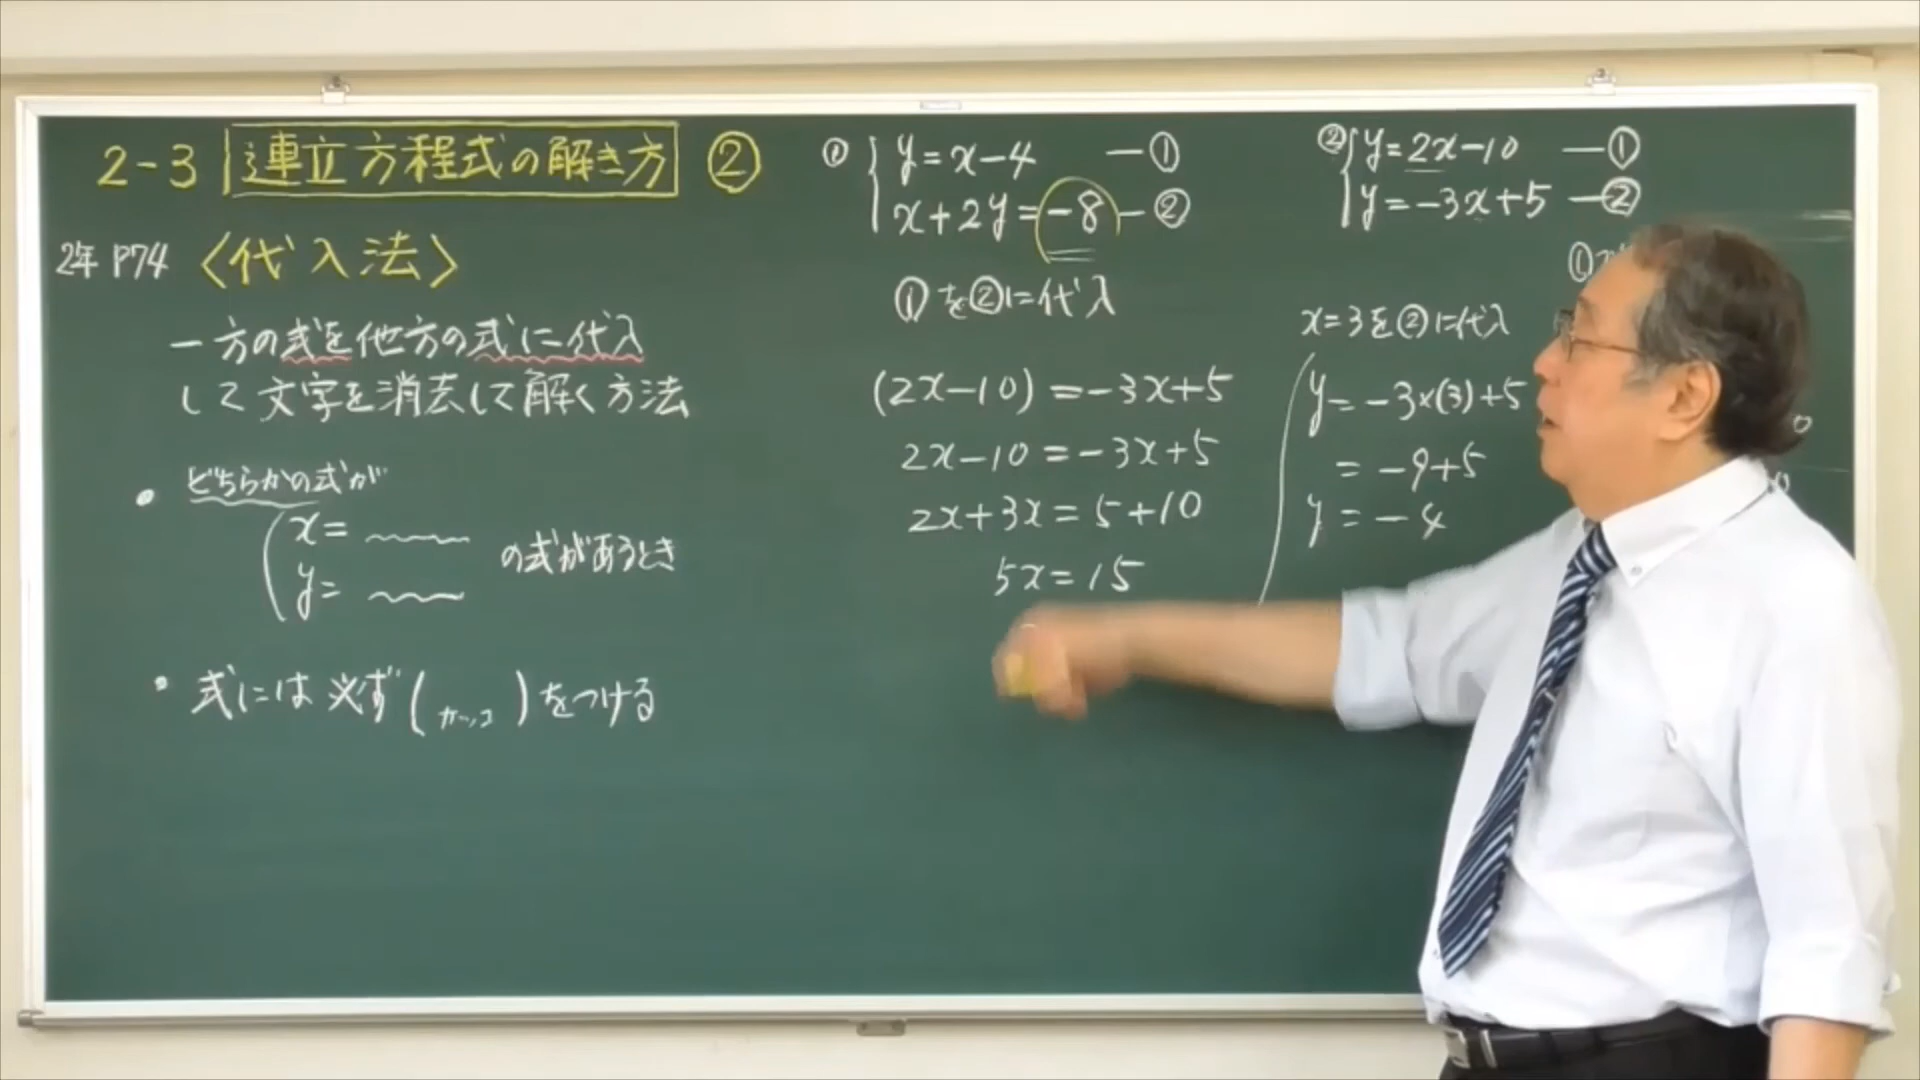 2-3 連立方程式の解き方 ②
2年 P74 〈代入法〉
一方の式を他方の式に代入
して文字を消去して解く方法
• どちらかの式が
x=
y=
の式があるとき
• 式には必ず(カッコ)をつける
① y=x-4 —①
x+2y=-8 —②
①を②に代入
(2x-10)=-3x+5
2x-10=-3x+5
2x+3x=5+10
5x=15
② y=2x-10 —①
y=-3x+5 —②
①
x=3を②に代入
y=-3×(3)+5
=-9+5
y=-4